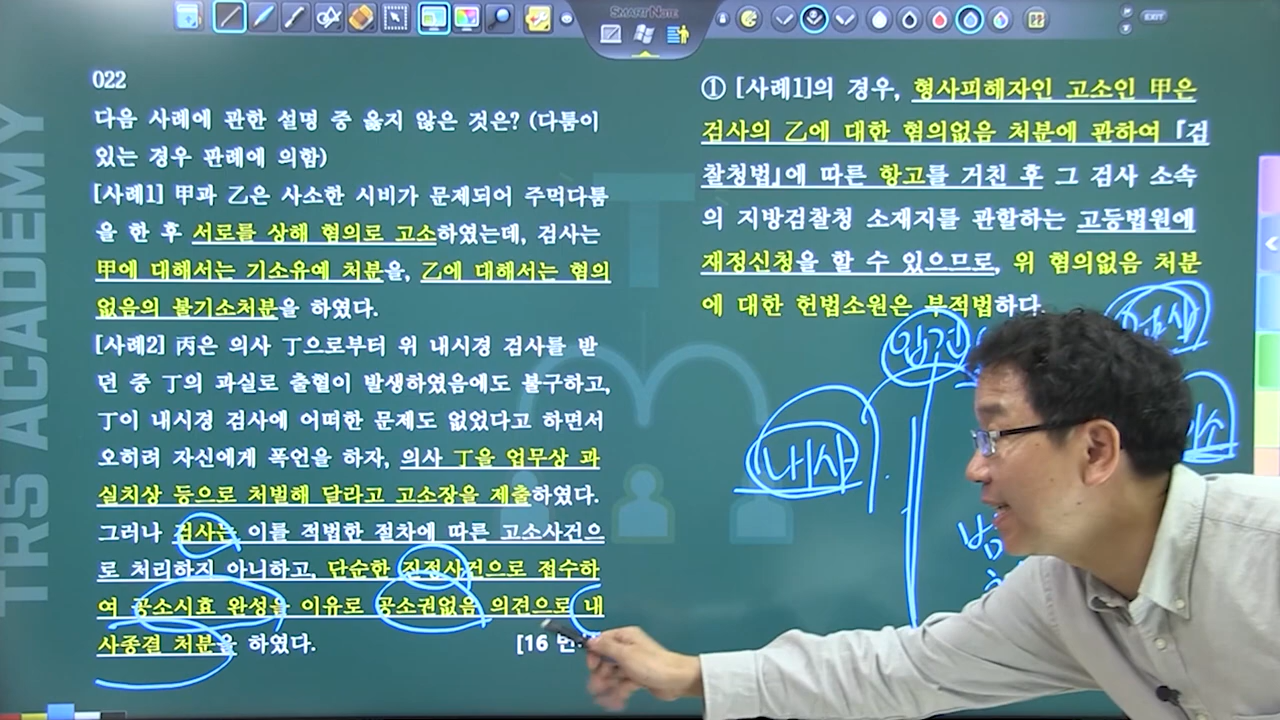 SMART NOTE
EXIT
TRS ACADEMY
022
다음 사례에 관한 설명 중 옳지 않은 것은? (다툼이
있는 경우 판례에 의함)
[사례1] 甲과 乙은 사소한 시비가 문제되어 주먹다툼
을 한 후 서로를 상해 혐의로 고소하였는데, 검사는
甲에 대해서는 기소유예 처분을, 乙에 대해서는 혐의
없음의 불기소처분을 하였다.
[사례2] 丙은 의사 丁으로부터 위 내시경 검사를 받
던 중 丁의 과실로 출혈이 발생하였음에도 불구하고,
丁이 내시경 검사에 어떠한 문제도 없었다고 하면서
오히려 자신에게 폭언을 하자, 의사 丁을 업무상 과
실치상 등으로 처벌해 달라고 고소장을 제출하였다.
그러나 검사는 이를 적법한 절차에 따른 고소사건으
로 처리하지 아니하고, 단순한 진정사건으로 접수하
여 공소시효 완성을 이유로 공소권없음 의견으로 내
사종결 처분을 하였다.
[16 변
① [사례1]의 경우, 형사피해자인 고소인 甲은
검사의 乙에 대한 혐의없음 처분에 관하여 「검
찰청법」에 따른 항고를 거친 후 그 검사 소속
의 지방검찰청 소재지를 관할하는 고등법원에
재정신청을 할 수 있으므로, 위 혐의없음 처분
에 대한 헌법소원은 부적법하다.
입건
내사